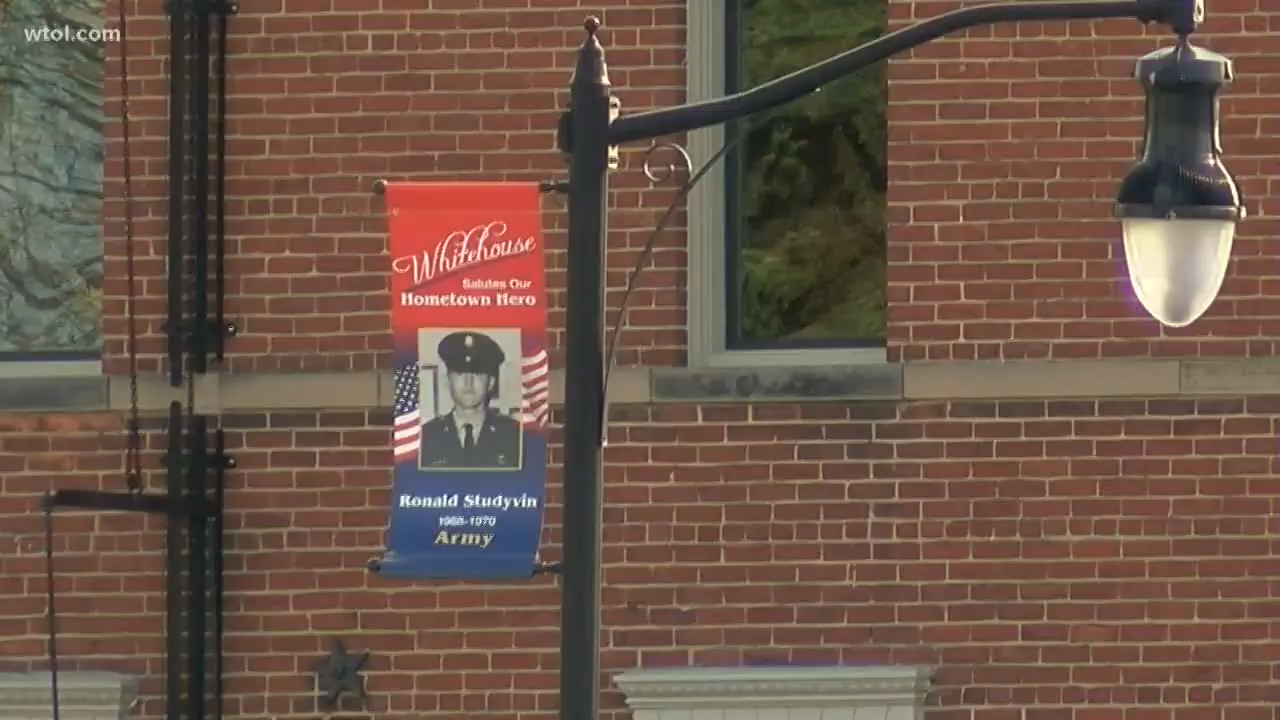 wtol.com
Whitehouse
Salutes Our
Hometown Hero
Ronald Studyvin
1968-1970
Army